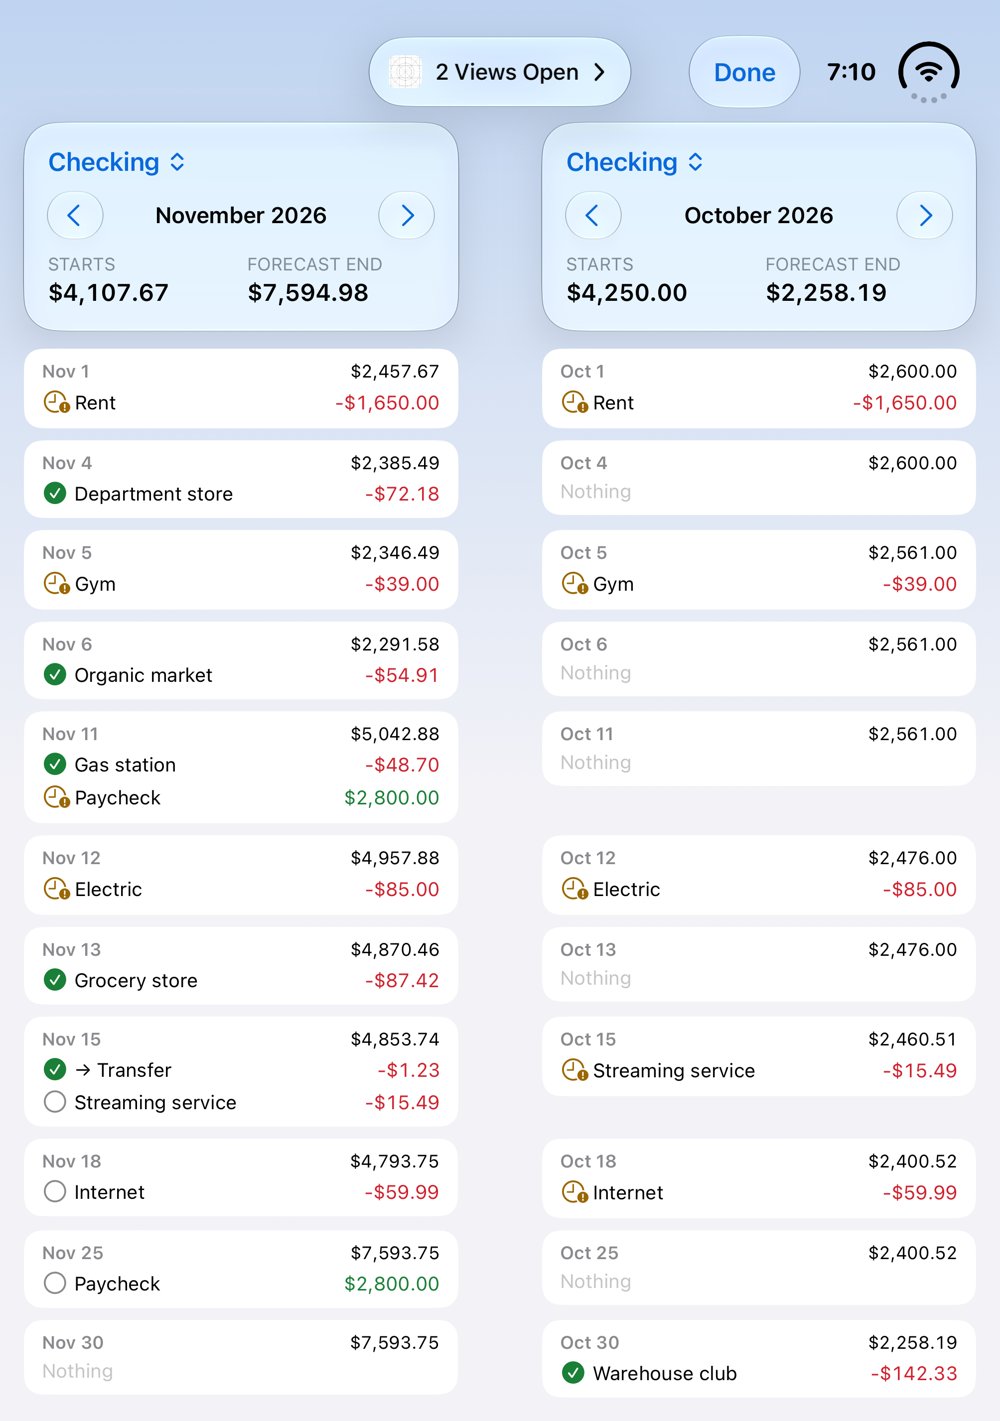 2 Views Open
Done
7:10
Checking
November 2026
STARTS FORECAST END
$4,107.67 $7,594.98
Nov 1 $2,457.67
Rent -$1,650.00
Nov 4 $2,385.49
Department store -$72.18
Nov 5 $2,346.49
Gym -$39.00
Nov 6 $2,291.58
Organic market -$54.91
Nov 11 $5,042.88
Gas station -$48.70
Paycheck $2,800.00
Nov 12 $4,957.88
Electric -$85.00
Nov 13 $4,870.46
Grocery store -$87.42
Nov 15 $4,853.74
→ Transfer -$1.23
Streaming service -$15.49
Nov 18 $4,793.75
Internet -$59.99
Nov 25 $7,593.75
Paycheck $2,800.00
Nov 30 $7,593.75
Nothing
Checking
October 2026
STARTS FORECAST END
$4,250.00 $2,258.19
Oct 1 $2,600.00
Rent -$1,650.00
Oct 4 $2,600.00
Nothing
Oct 5 $2,561.00
Gym -$39.00
Oct 6 $2,561.00
Nothing
Oct 11 $2,561.00
Nothing
Oct 12 $2,476.00
Electric -$85.00
Oct 13 $2,476.00
Nothing
Oct 15 $2,460.51
Streaming service -$15.49
Oct 18 $2,400.52
Internet -$59.99
Oct 25 $2,400.52
Nothing
Oct 30 $2,258.19
Warehouse club -$142.33